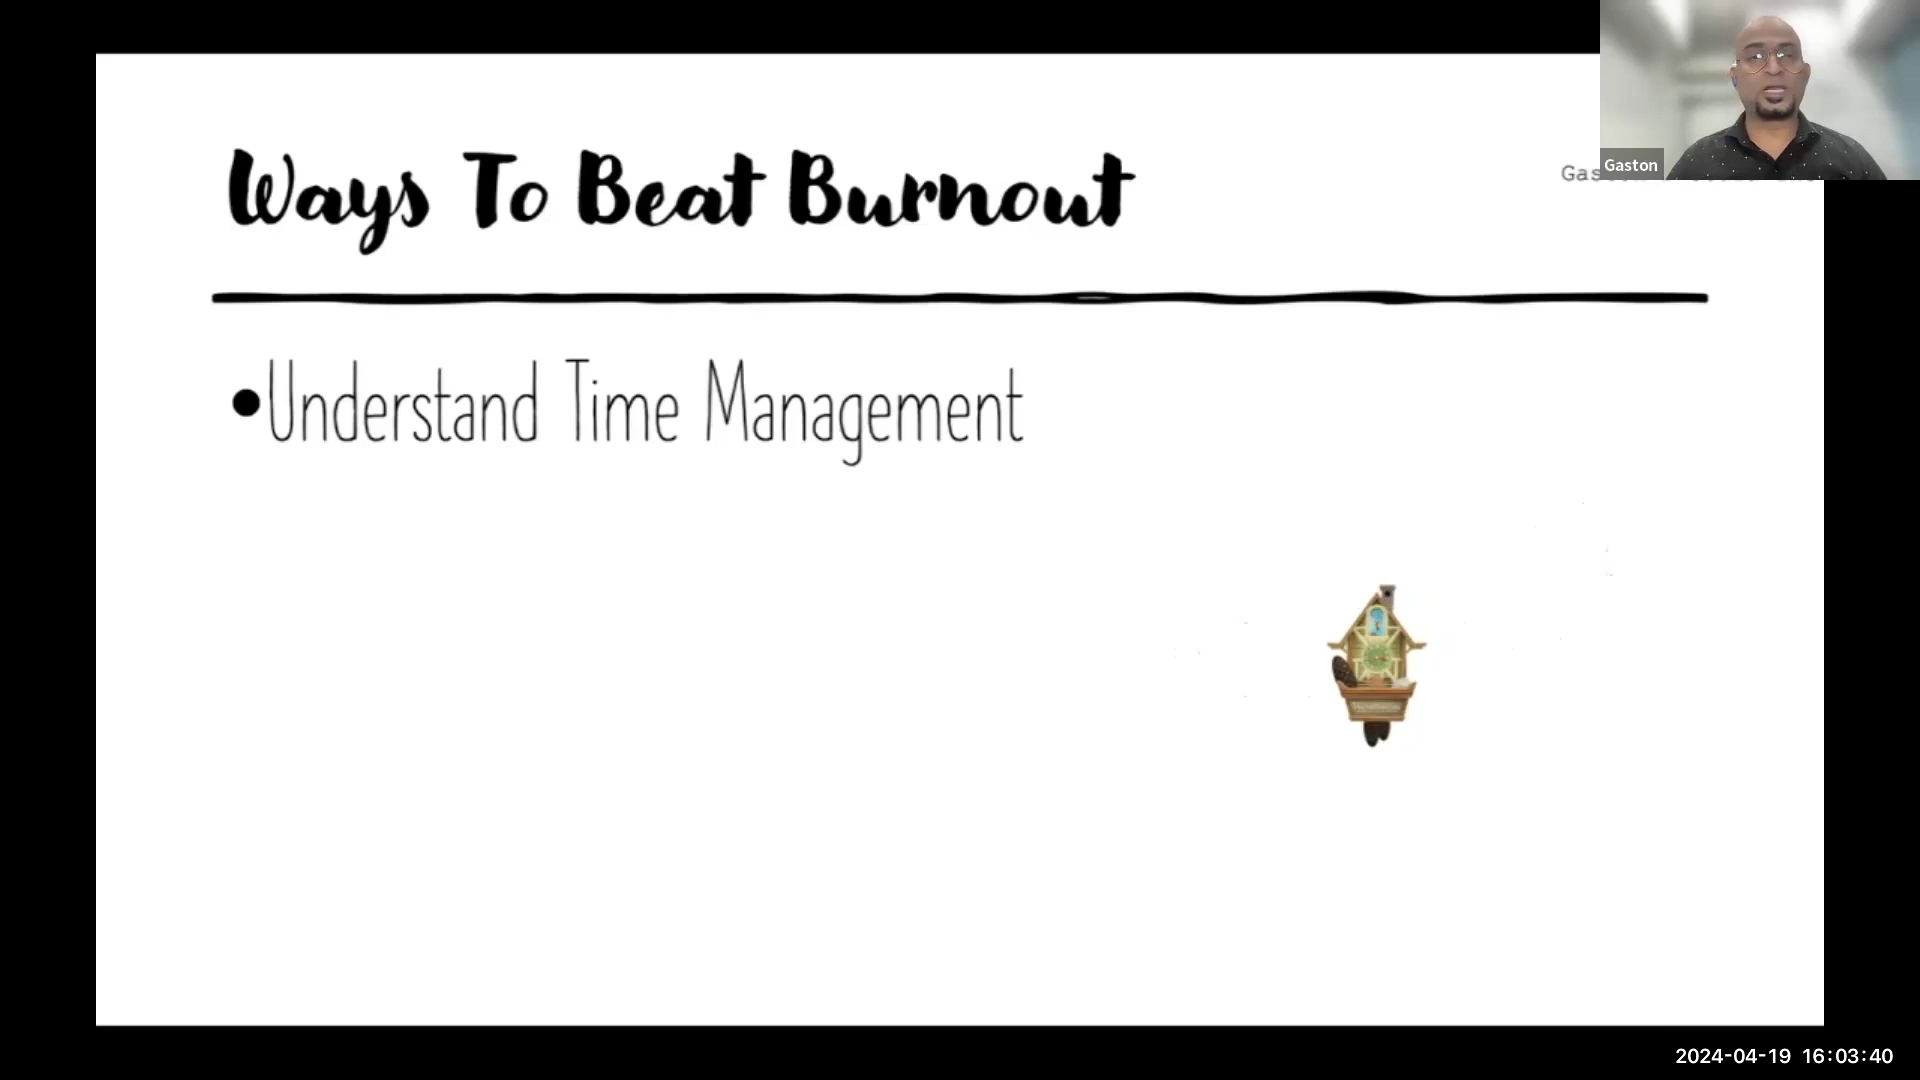 Ways To Beat Burnout
Gaston
•Understand Time Management
2024-04-19 16:03:40